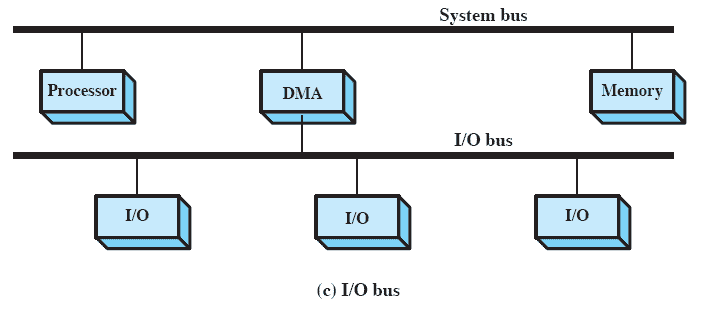 System bus
Processor
DMA
Memory
I/O bus
I/O
I/O
I/O
(c) I/O bus